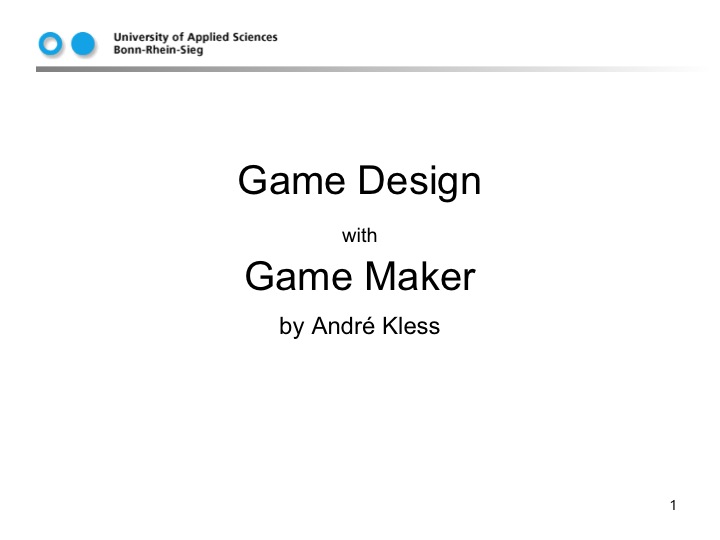 University of Applied Sciences
Bonn-Rhein-Sieg
Game Design
with
Game Maker
by André Kless
1